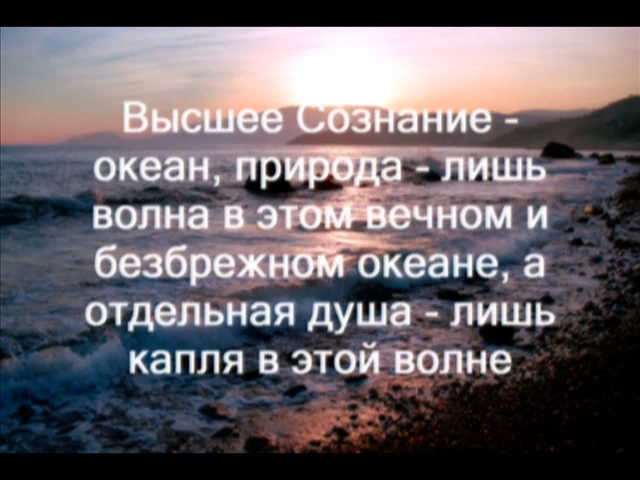 Высшее Сознание -
океан, природа - лишь
волна в этом вечном и
безбрежном океане, а
отдельная душа - лишь
капля в этой волне